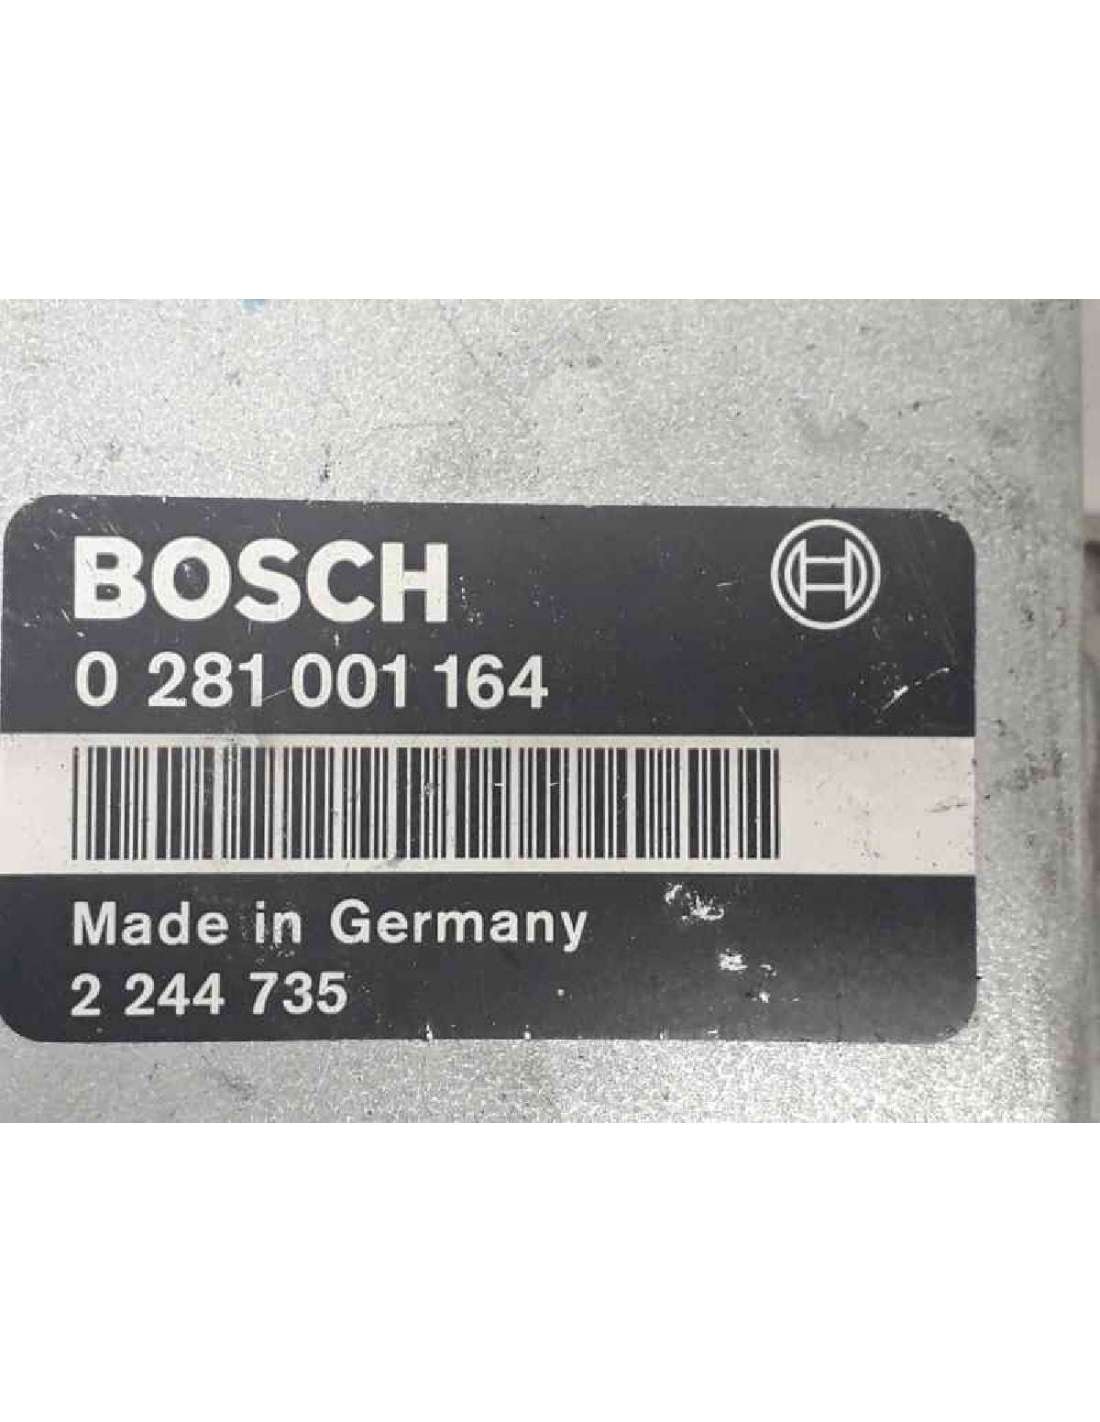 BOSCH
0 281 001 164
Made in Germany
2 244 735